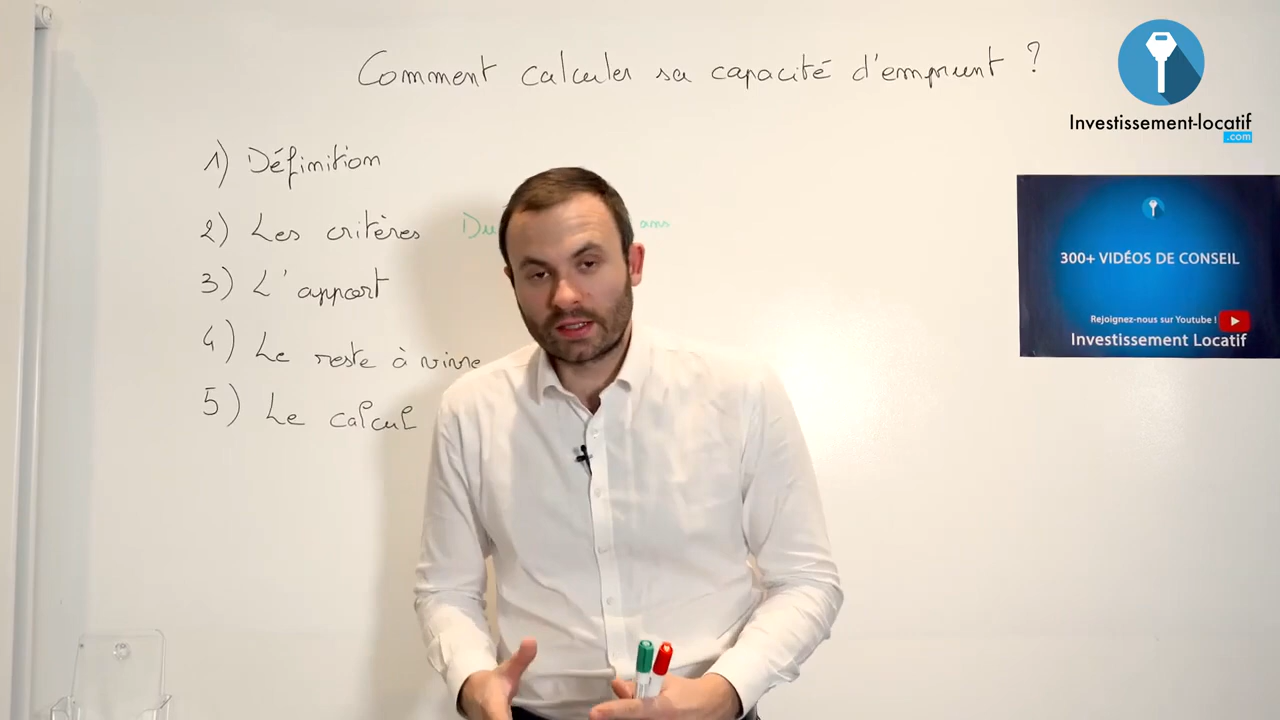 Comment calculer sa capacité d'emprunt ?
Investissement-locatif
.com
1) Définition
2) Les critères ans
3) L'apport
4) Le reste à vivre
5) Le calcul
300+ VIDÉOS DE CONSEIL
Rejoignez-nous sur Youtube !
Investissement Locatif